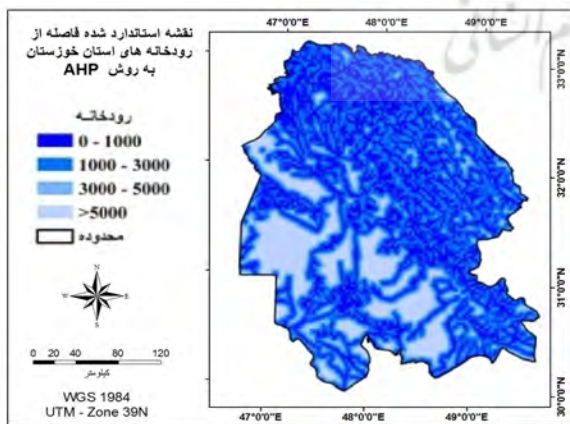 نقشه استاندارد شده فاصله از
رودخانه های استان خوزستان
به روش AHP
رودخانه
0 - 1000
1000 - 3000
3000 - 5000
>5000
محدوده
N
W E
S
0 20 40 80 120
کیلومتر
WGS 1984
UTM - Zone 39N
47°0'0"E 48°0'0"E 49°0'0"E
33°0'0"N
32°0'0"N
31°0'0"N
30°0'0"N
47°0'0"E 48°0'0"E 49°0'0"E